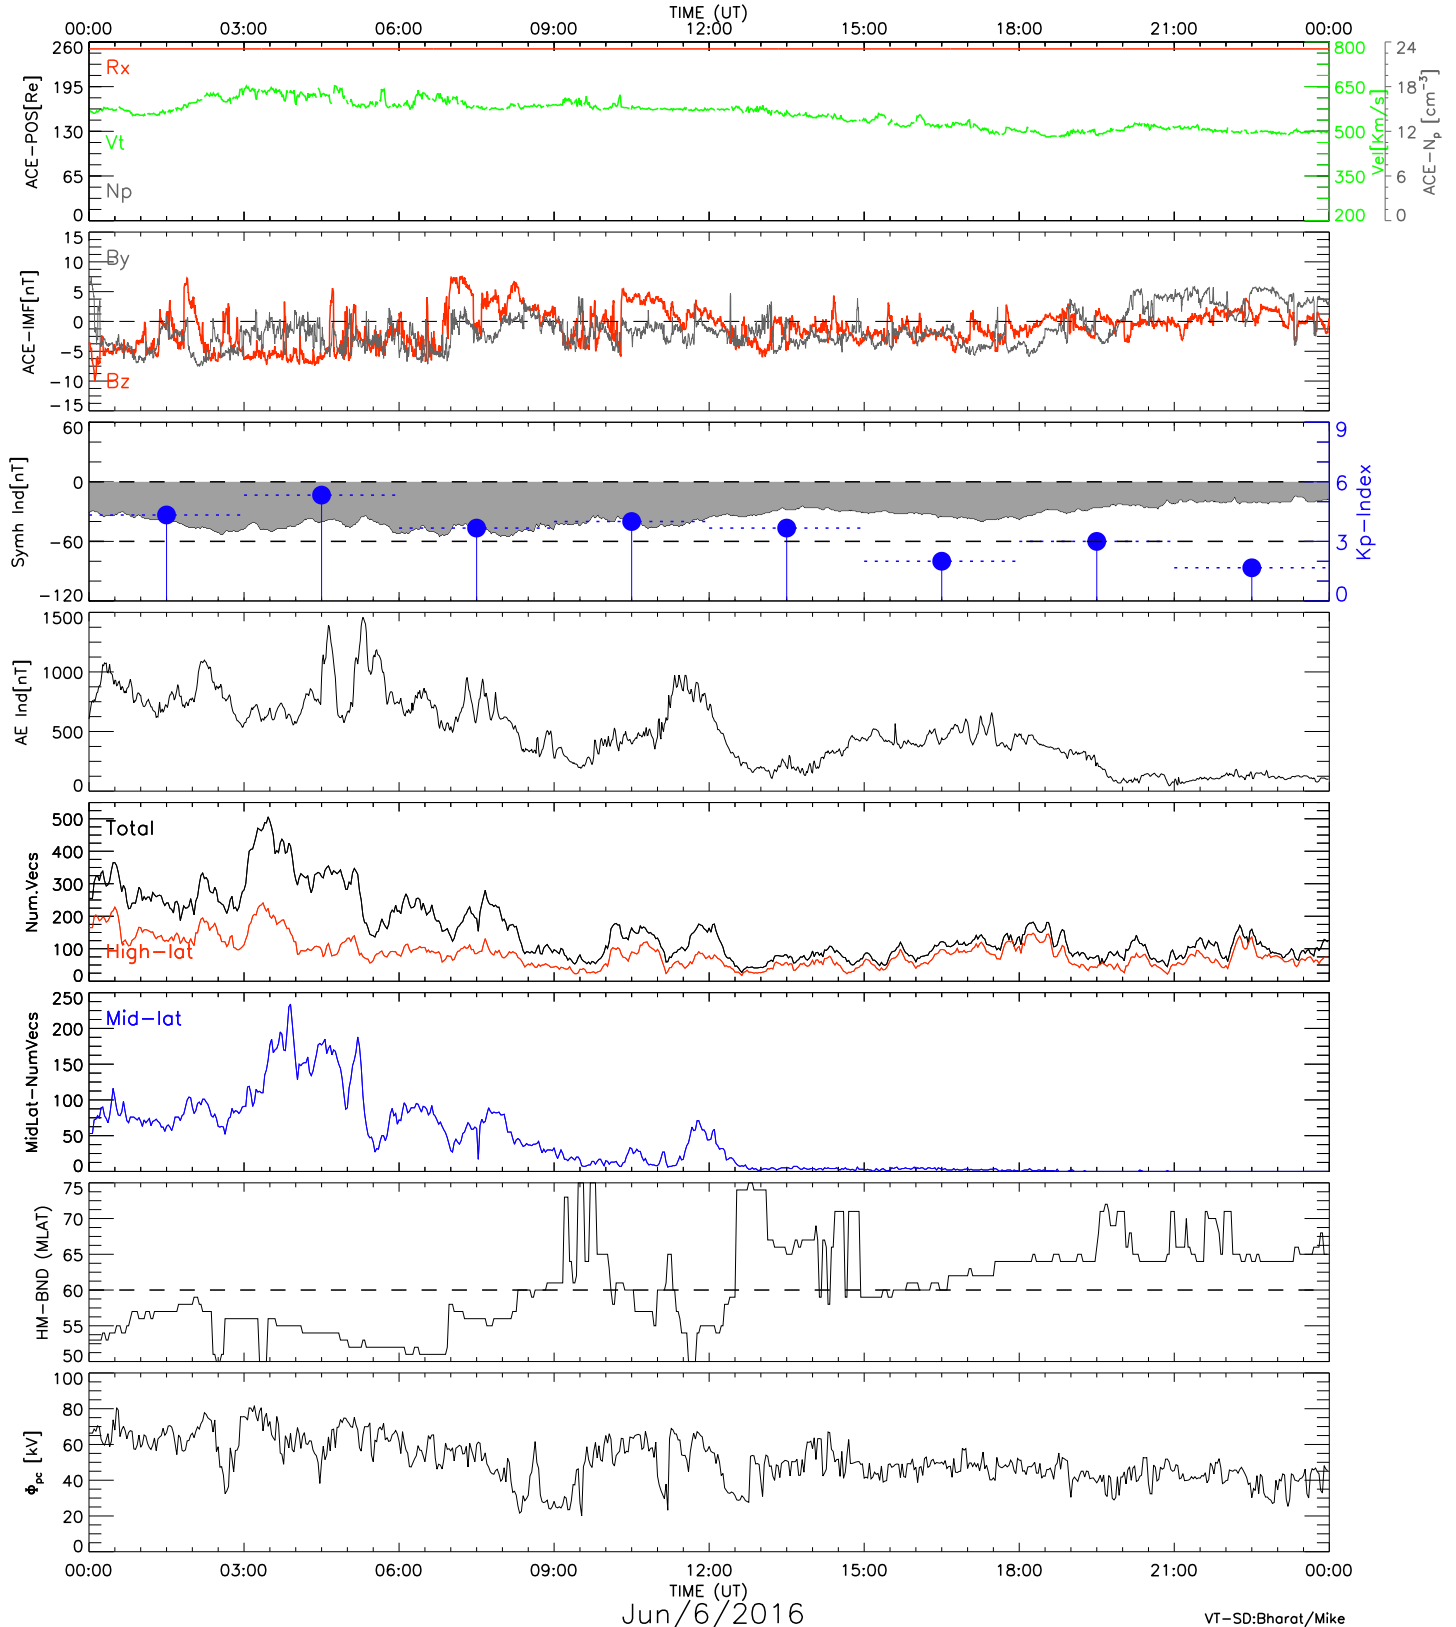 TIME (UT)
00:00 03:00 06:00 09:00 12:00 15:00 18:00 21:00 00:00
260 195 130 65 0
ACE-POS[Re]
Rx
Vt
Np
800 650 500 350 200
Vel[Km/s]
24 18 12 6 0
ACE-Np [cm-3]
15 10 5 0 -5 -10 -15
ACE-IMF[nT]
By
Bz
60 0 -60 -120
Symh Ind[nT]
9 6 3 0
Kp-Index
1500 1000 500 0
AE Ind[nT]
500 400 300 200 100 0
Num.Vecs
Total
High-lat
250 200 150 100 50 0
MidLat-NumVecs
Mid-lat
75 70 65 60 55 50
HM-BND (MLAT)
100 80 60 40 20 0
Φpc [kV]
00:00 03:00 06:00 09:00 12:00 15:00 18:00 21:00 00:00
TIME (UT)
Jun/6/2016
VT-SD:Bharat/Mike